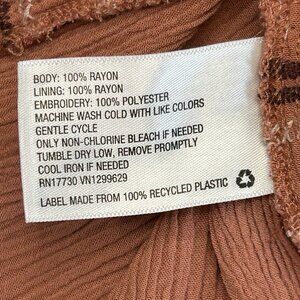 BODY: 100% RAYON
LINING: 100% RAYON
EMBROIDERY: 100% POLYESTER
MACHINE WASH COLD WITH LIKE COLORS
GENTLE CYCLE
ONLY NON-CHLORINE BLEACH IF NEEDED
TUMBLE DRY LOW, REMOVE PROMPTLY
COOL IRON IF NEEDED
RN17730 VN1299629
LABEL MADE FROM 100% RECYCLED PLASTIC